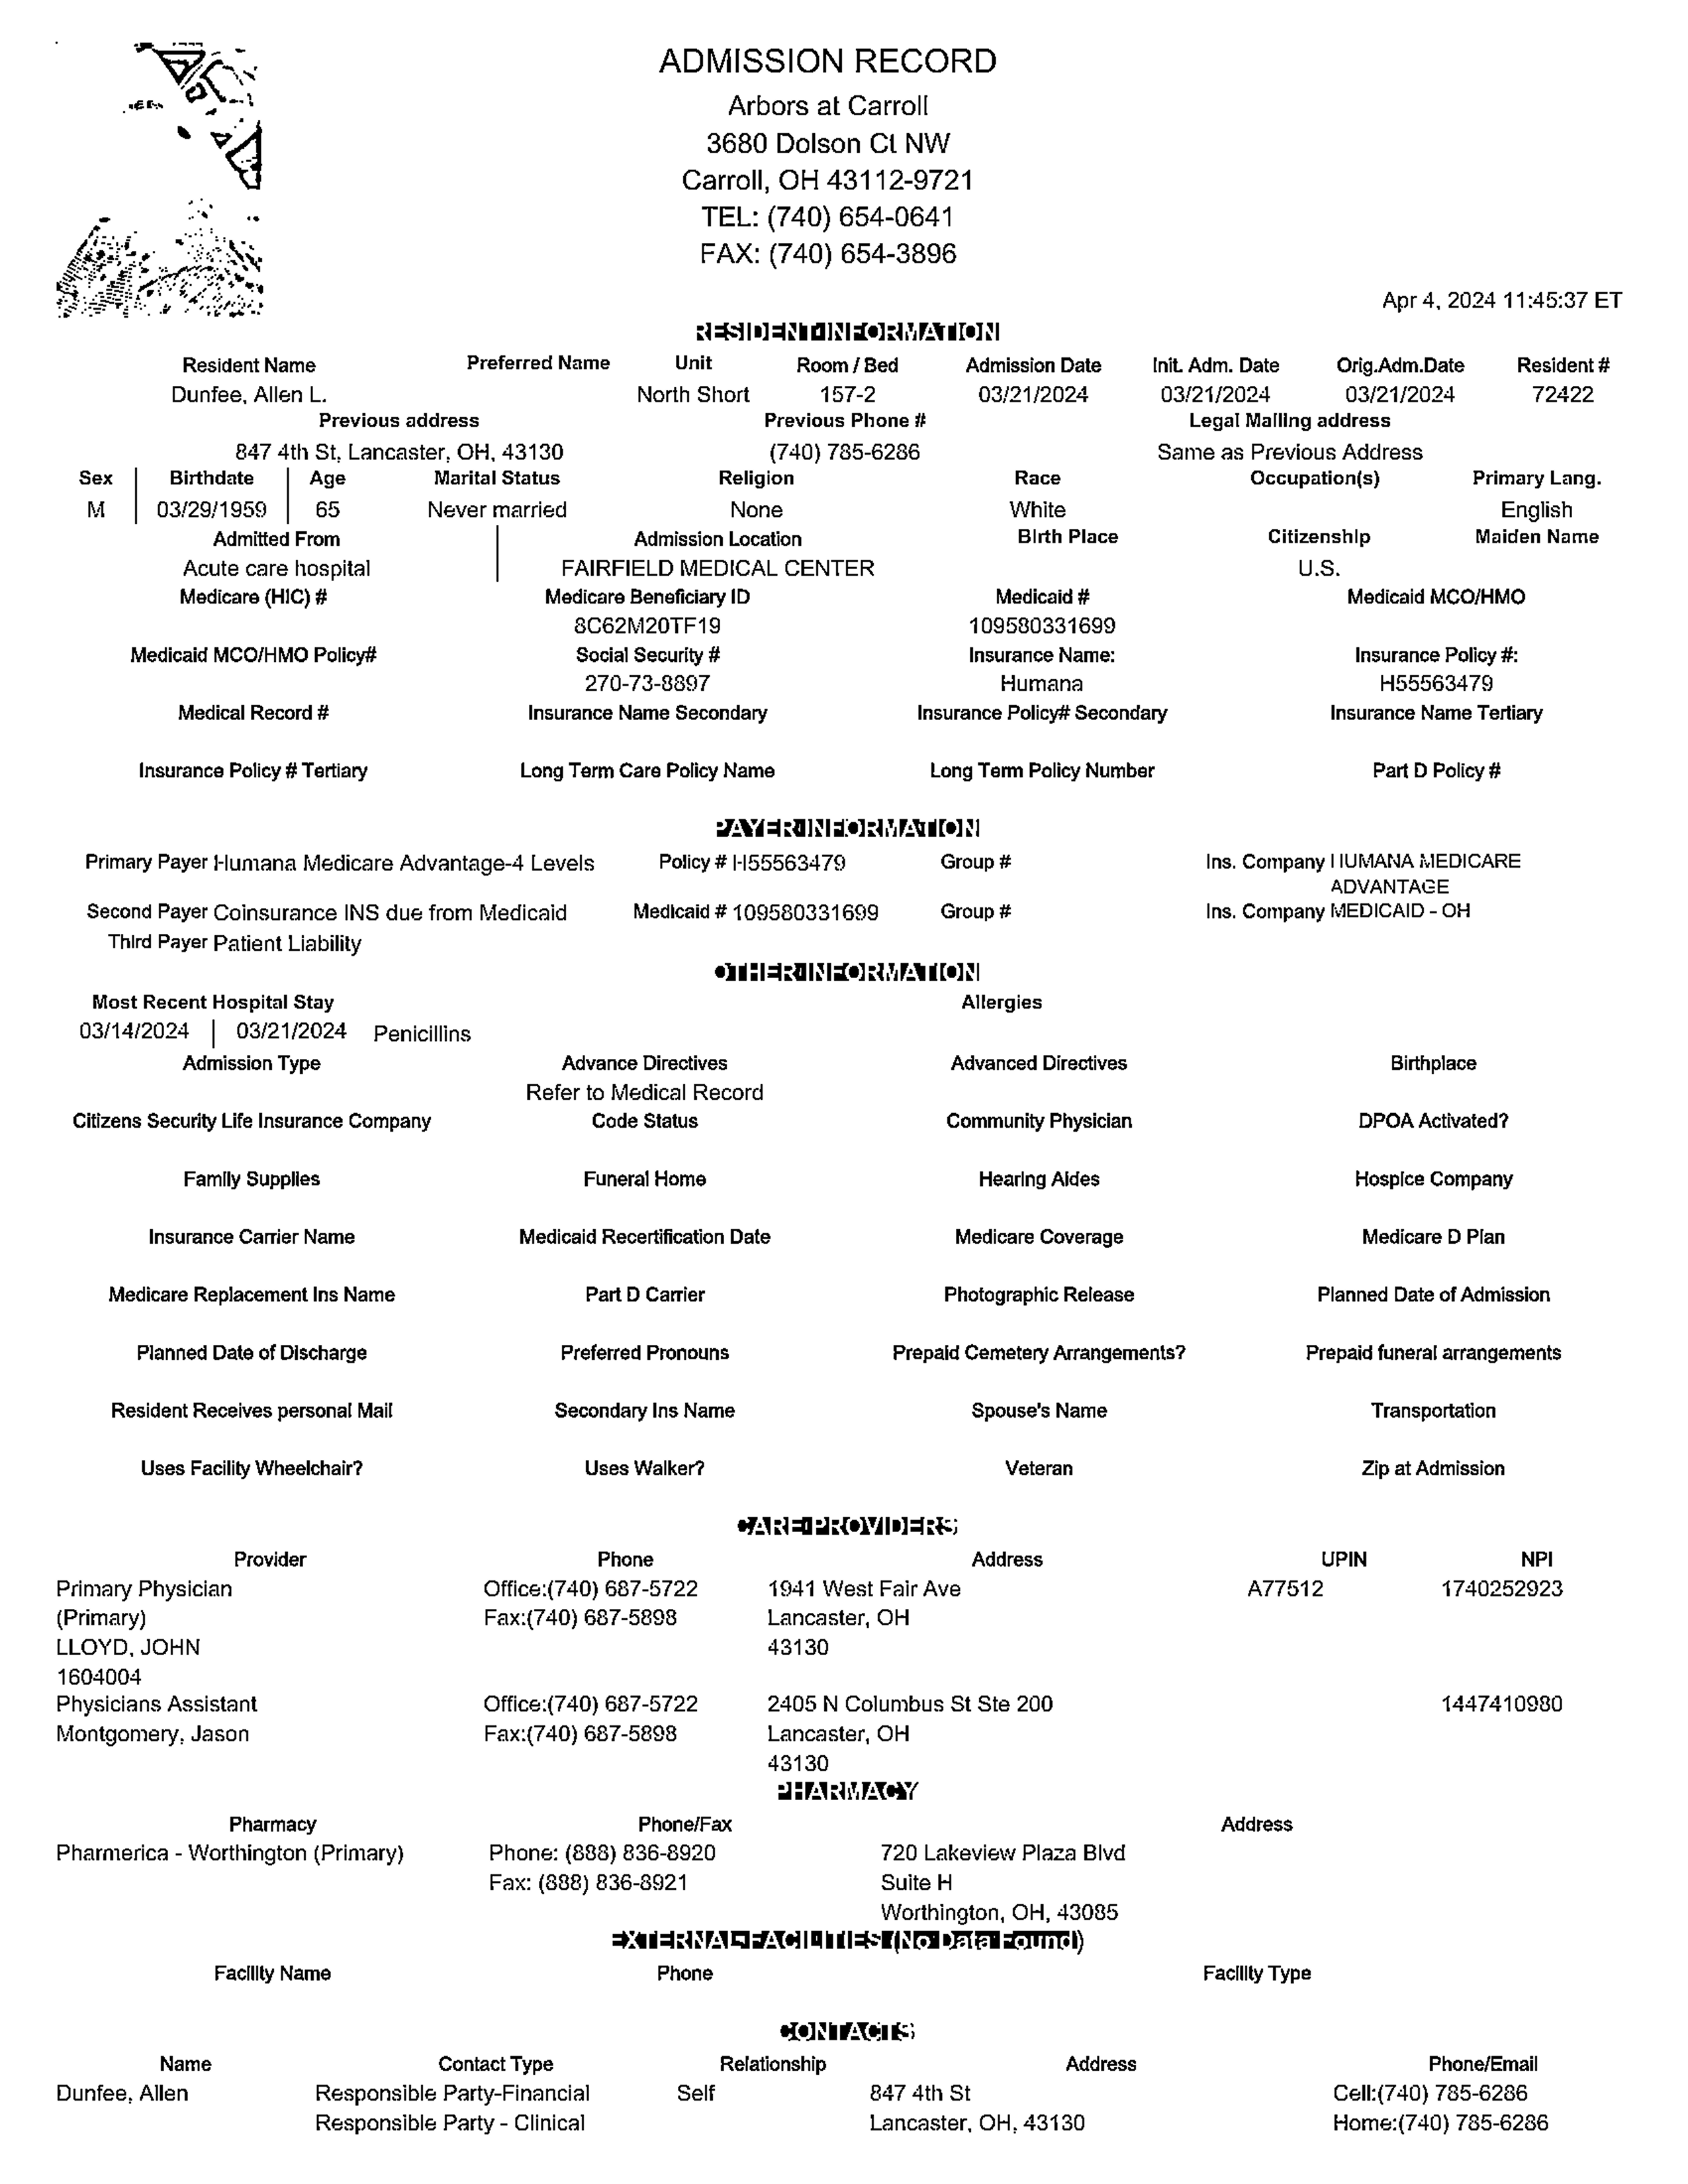 ADMISSION RECORD
Arbors at Carroll
3680 Dolson Ct NW
Carroll, OH 43112-9721
TEL: (740) 654-0641
FAX: (740) 654-3896
Apr 4, 2024 11:45:37 ET
RESIDENT INFORMATION
Resident Name Preferred Name Unit Room / Bed Admission Date Init. Adm. Date Orig.Adm.Date Resident #
Dunfee, Allen L. North Short 157-2 03/21/2024 03/21/2024 03/21/2024 72422
Previous address Previous Phone # Legal Mailing address
847 4th St, Lancaster, OH, 43130 (740) 785-6286 Same as Previous Address
Sex Birthdate Age Marital Status Religion Race Occupation(s) Primary Lang.
M 03/29/1959 65 Never married None White English
Admitted From Admission Location Birth Place Citizenship Maiden Name
Acute care hospital FAIRFIELD MEDICAL CENTER U.S.
Medicare (HIC) # Medicare Beneficiary ID Medicaid # Medicaid MCO/HMO
8C62M20TF19 109580331699
Medicaid MCO/HMO Policy# Social Security # Insurance Name: Insurance Policy #:
270-73-8897 Humana H55563479
Medical Record # Insurance Name Secondary Insurance Policy# Secondary Insurance Name Tertiary
Insurance Policy # Tertiary Long Term Care Policy Name Long Term Policy Number Part D Policy #
PAYER INFORMATION
Primary Payer Humana Medicare Advantage-4 Levels Policy # H55563479 Group # Ins. Company HUMANA MEDICARE
ADVANTAGE
Second Payer Coinsurance INS due from Medicaid Medicaid # 109580331699 Group # Ins. Company MEDICAID - OH
Third Payer Patient Liability
OTHER INFORMATION
Most Recent Hospital Stay Allergies
03/14/2024 03/21/2024 Penicillins
Admission Type Advance Directives Advanced Directives Birthplace
Refer to Medical Record
Citizens Security Life Insurance Company Code Status Community Physician DPOA Activated?
Family Supplies Funeral Home Hearing Aides Hospice Company
Insurance Carrier Name Medicaid Recertification Date Medicare Coverage Medicare D Plan
Medicare Replacement Ins Name Part D Carrier Photographic Release Planned Date of Admission
Planned Date of Discharge Preferred Pronouns Prepaid Cemetery Arrangements? Prepaid funeral arrangements
Resident Receives personal Mail Secondary Ins Name Spouse's Name Transportation
Uses Facility Wheelchair? Uses Walker? Veteran Zip at Admission
CARE PROVIDERS
Provider Phone Address UPIN NPI
Primary Physician Office:(740) 687-5722 1941 West Fair Ave A77512 1740252923
(Primary) Fax:(740) 687-5898 Lancaster, OH
LLOYD, JOHN 43130
1604004
Physicians Assistant Office:(740) 687-5722 2405 N Columbus St Ste 200 1447410980
Montgomery, Jason Fax:(740) 687-5898 Lancaster, OH
43130
PHARMACY
Pharmacy Phone/Fax Address
Pharmerica - Worthington (Primary) Phone: (888) 836-8920 720 Lakeview Plaza Blvd
Fax: (888) 836-8921 Suite H
Worthington, OH, 43085
EXTERNAL FACILITIES (No Data Found)
Facility Name Phone Facility Type
CONTACTS
Name Contact Type Relationship Address Phone/Email
Dunfee, Allen Responsible Party-Financial Self 847 4th St Cell:(740) 785-6286
Responsible Party - Clinical Lancaster, OH, 43130 Home:(740) 785-6286